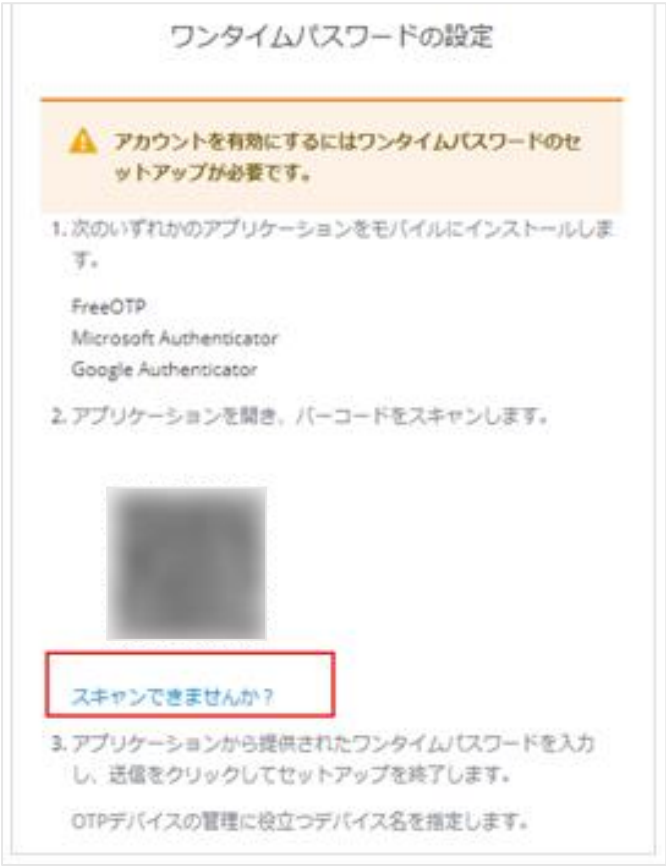 ワンタイムパスワードの設定
アカウントを有効にするにはワンタイムパスワードのセ
ットアップが必要です。
1. 次のいずれかのアプリケーションをモバイルにインストールしま
す。
FreeOTP
Microsoft Authenticator
Google Authenticator
2. アプリケーションを開き、バーコードをスキャンします。
スキャンできませんか？
3. アプリケーションから提供されたワンタイムパスワードを入力
し、送信をクリックしてセットアップを終了します。
OTPデバイスの管理に役立つデバイス名を指定します。